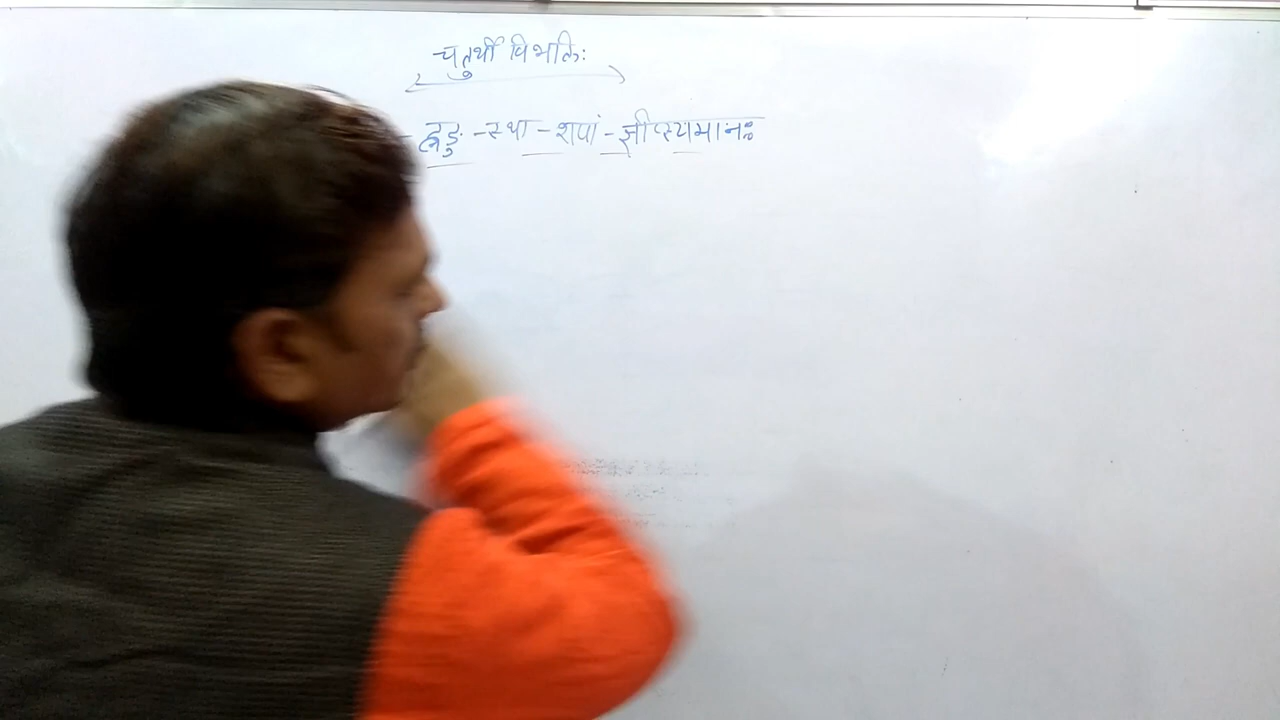 चतुर्थी विभक्तिः
- ह्नुङ् - स्था - शपां - ज्ञीप्स्यमानः